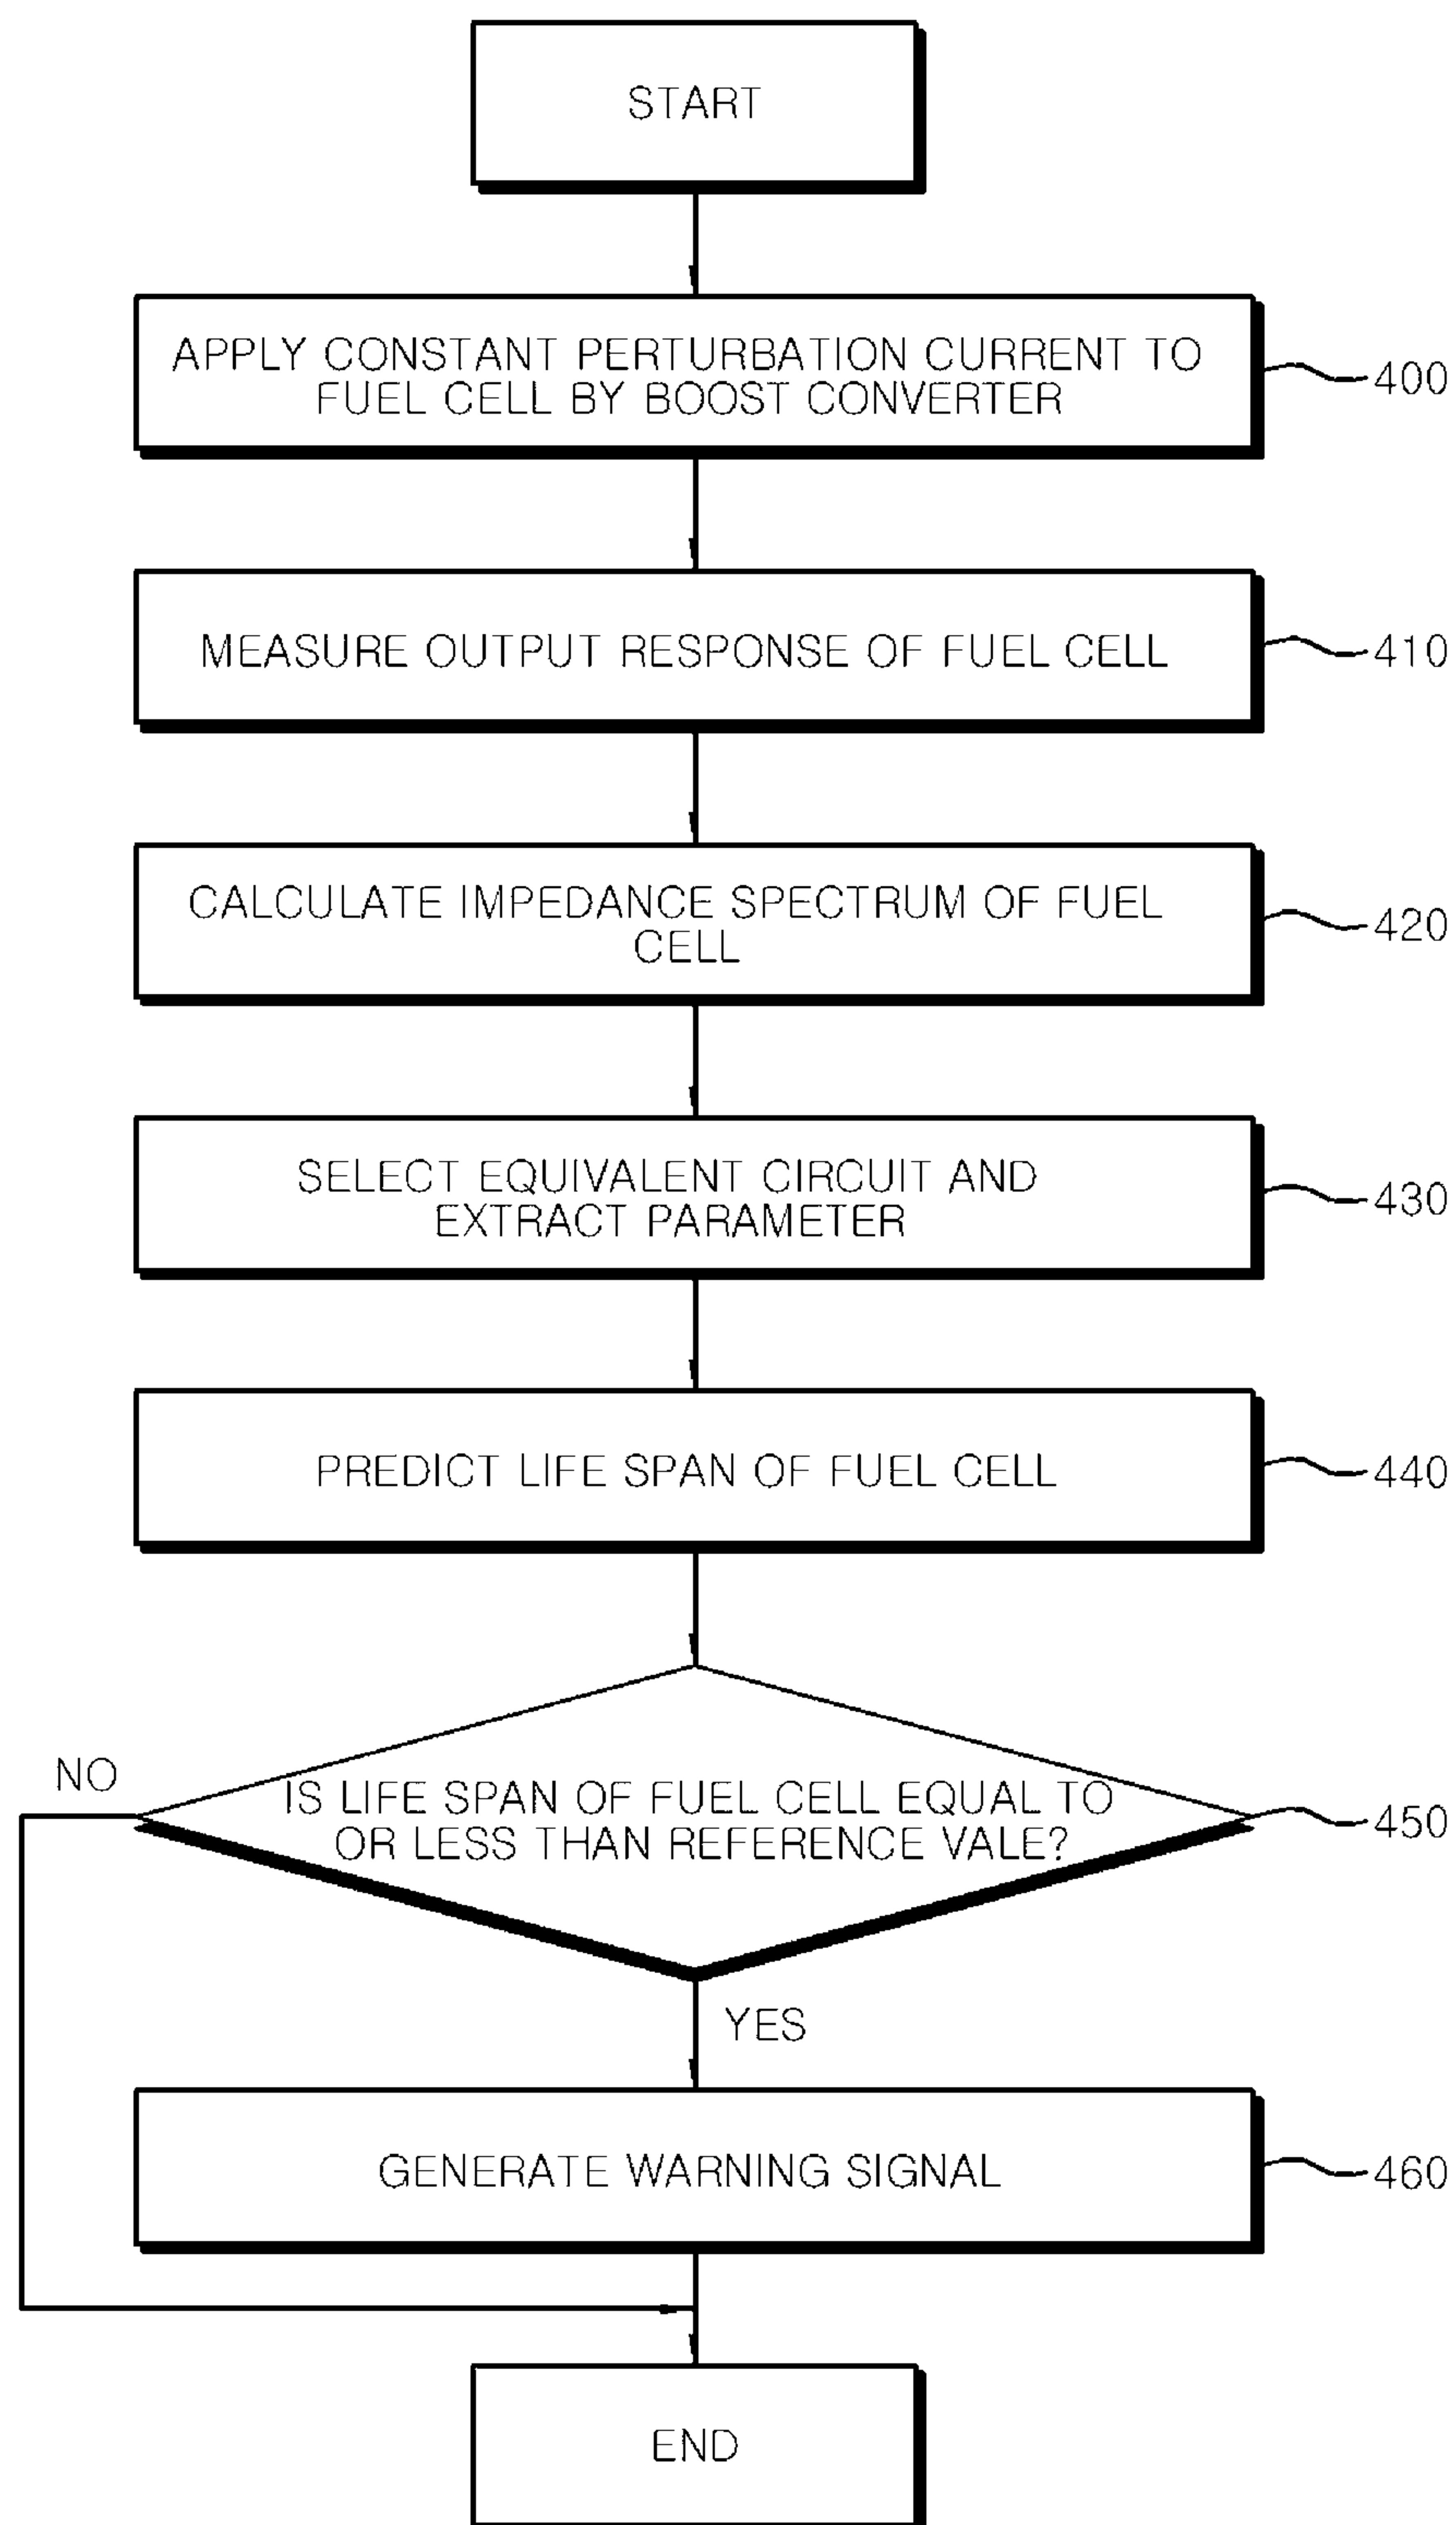 START
APPLY CONSTANT PERTURBATION CURRENT TO
FUEL CELL BY BOOST CONVERTER
400
MEASURE OUTPUT RESPONSE OF FUEL CELL
410
CALCULATE IMPEDANCE SPECTRUM OF FUEL
CELL
420
SELECT EQUIVALENT CIRCUIT AND
EXTRACT PARAMETER
430
PREDICT LIFE SPAN OF FUEL CELL
440
NO
IS LIFE SPAN OF FUEL CELL EQUAL TO
OR LESS THAN REFERENCE VALE?
450
YES
GENERATE WARNING SIGNAL
460
END